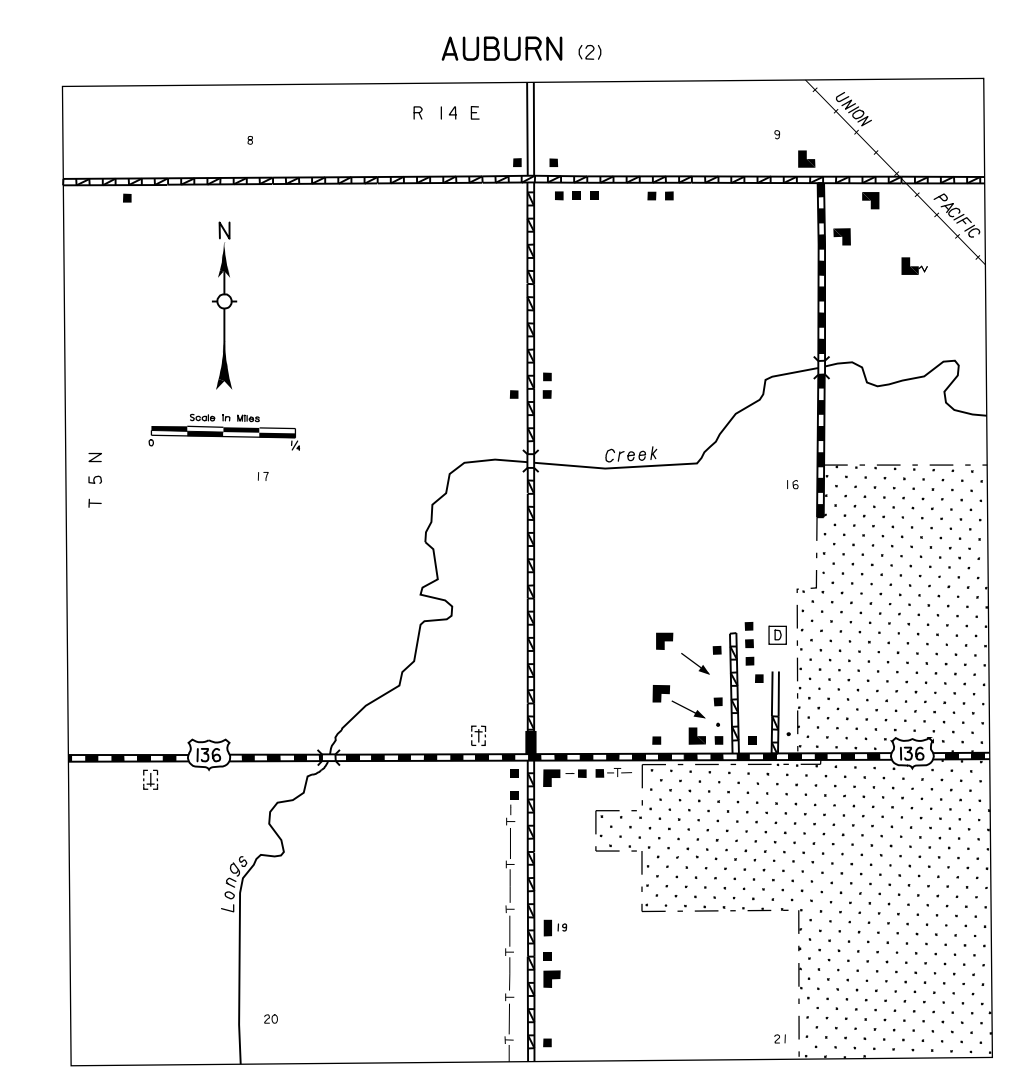 AUBURN (2)
R 14 E
8
9
UNION
PACIFIC
N
Scale in Miles
0 1/4
T 5 N
17
Creek
16
D
T
136
136
T
T
T
T
T
Longs
T
19
T
T
20
21